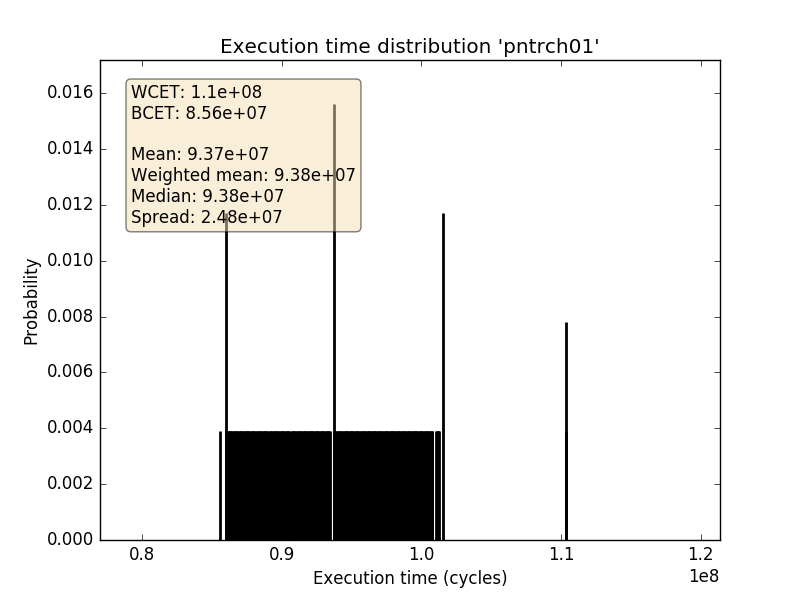 Execution time distribution 'pntrch01'
WCET: 1.1e+08
BCET: 8.56e+07
Mean: 9.37e+07
Weighted mean: 9.38e+07
Median: 9.38e+07
Spread: 2.48e+07
0.016
0.014
0.012
0.010
0.008
0.006
0.004
0.002
0.000
Probability
0.8 0.9 1.0 1.1 1.2
1e8
Execution time (cycles)